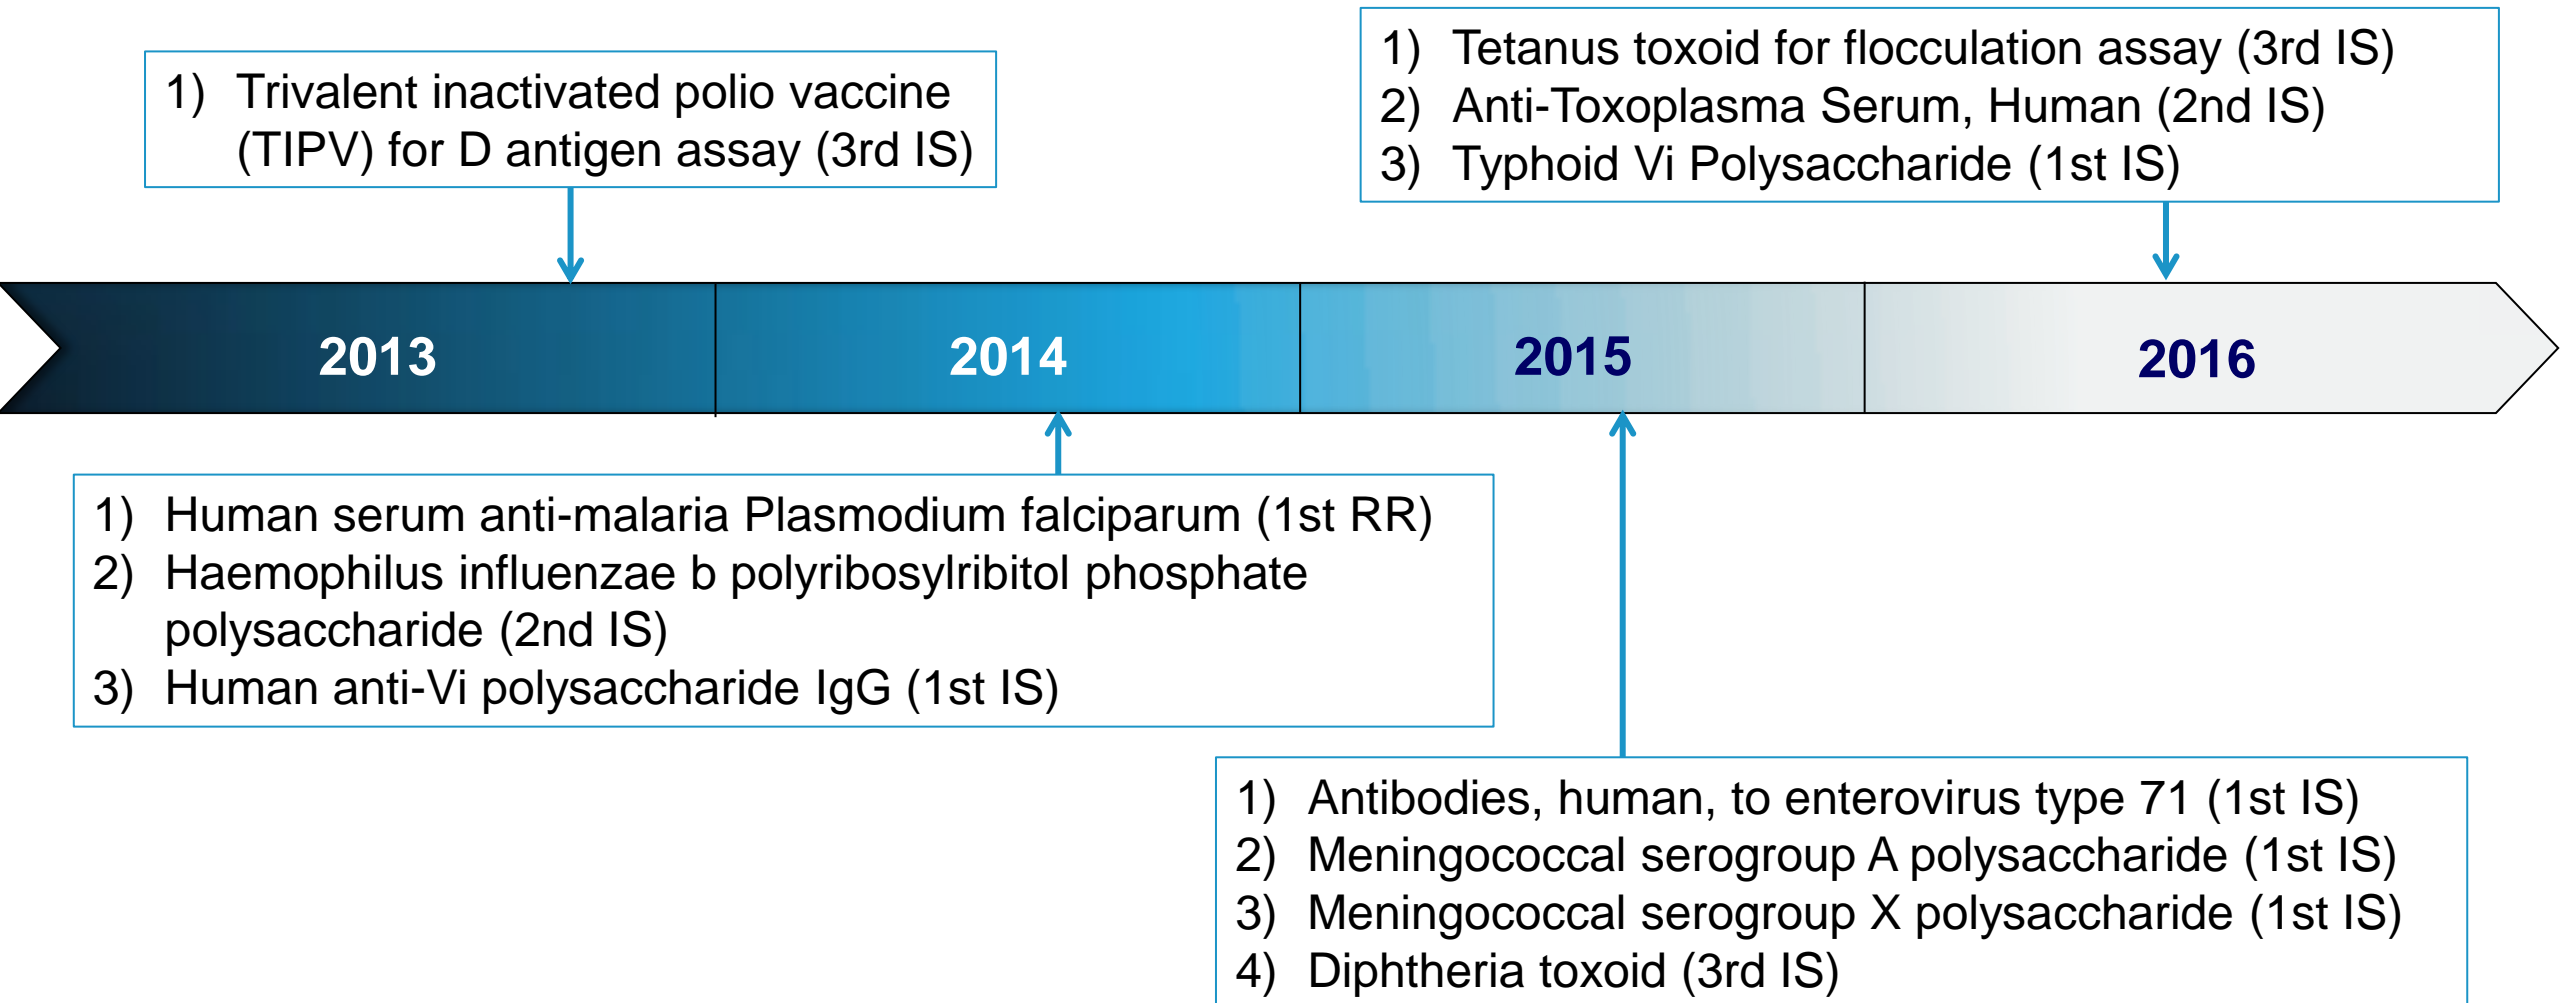 1) Trivalent inactivated polio vaccine
(TIPV) for D antigen assay (3rd IS)
1) Tetanus toxoid for flocculation assay (3rd IS)
2) Anti-Toxoplasma Serum, Human (2nd IS)
3) Typhoid Vi Polysaccharide (1st IS)
2013
2014
2015
2016
1) Human serum anti-malaria Plasmodium falciparum (1st RR)
2) Haemophilus influenzae b polyribosylribitol phosphate
polysaccharide (2nd IS)
3) Human anti-Vi polysaccharide IgG (1st IS)
1) Antibodies, human, to enterovirus type 71 (1st IS)
2) Meningococcal serogroup A polysaccharide (1st IS)
3) Meningococcal serogroup X polysaccharide (1st IS)
4) Diphtheria toxoid (3rd IS)